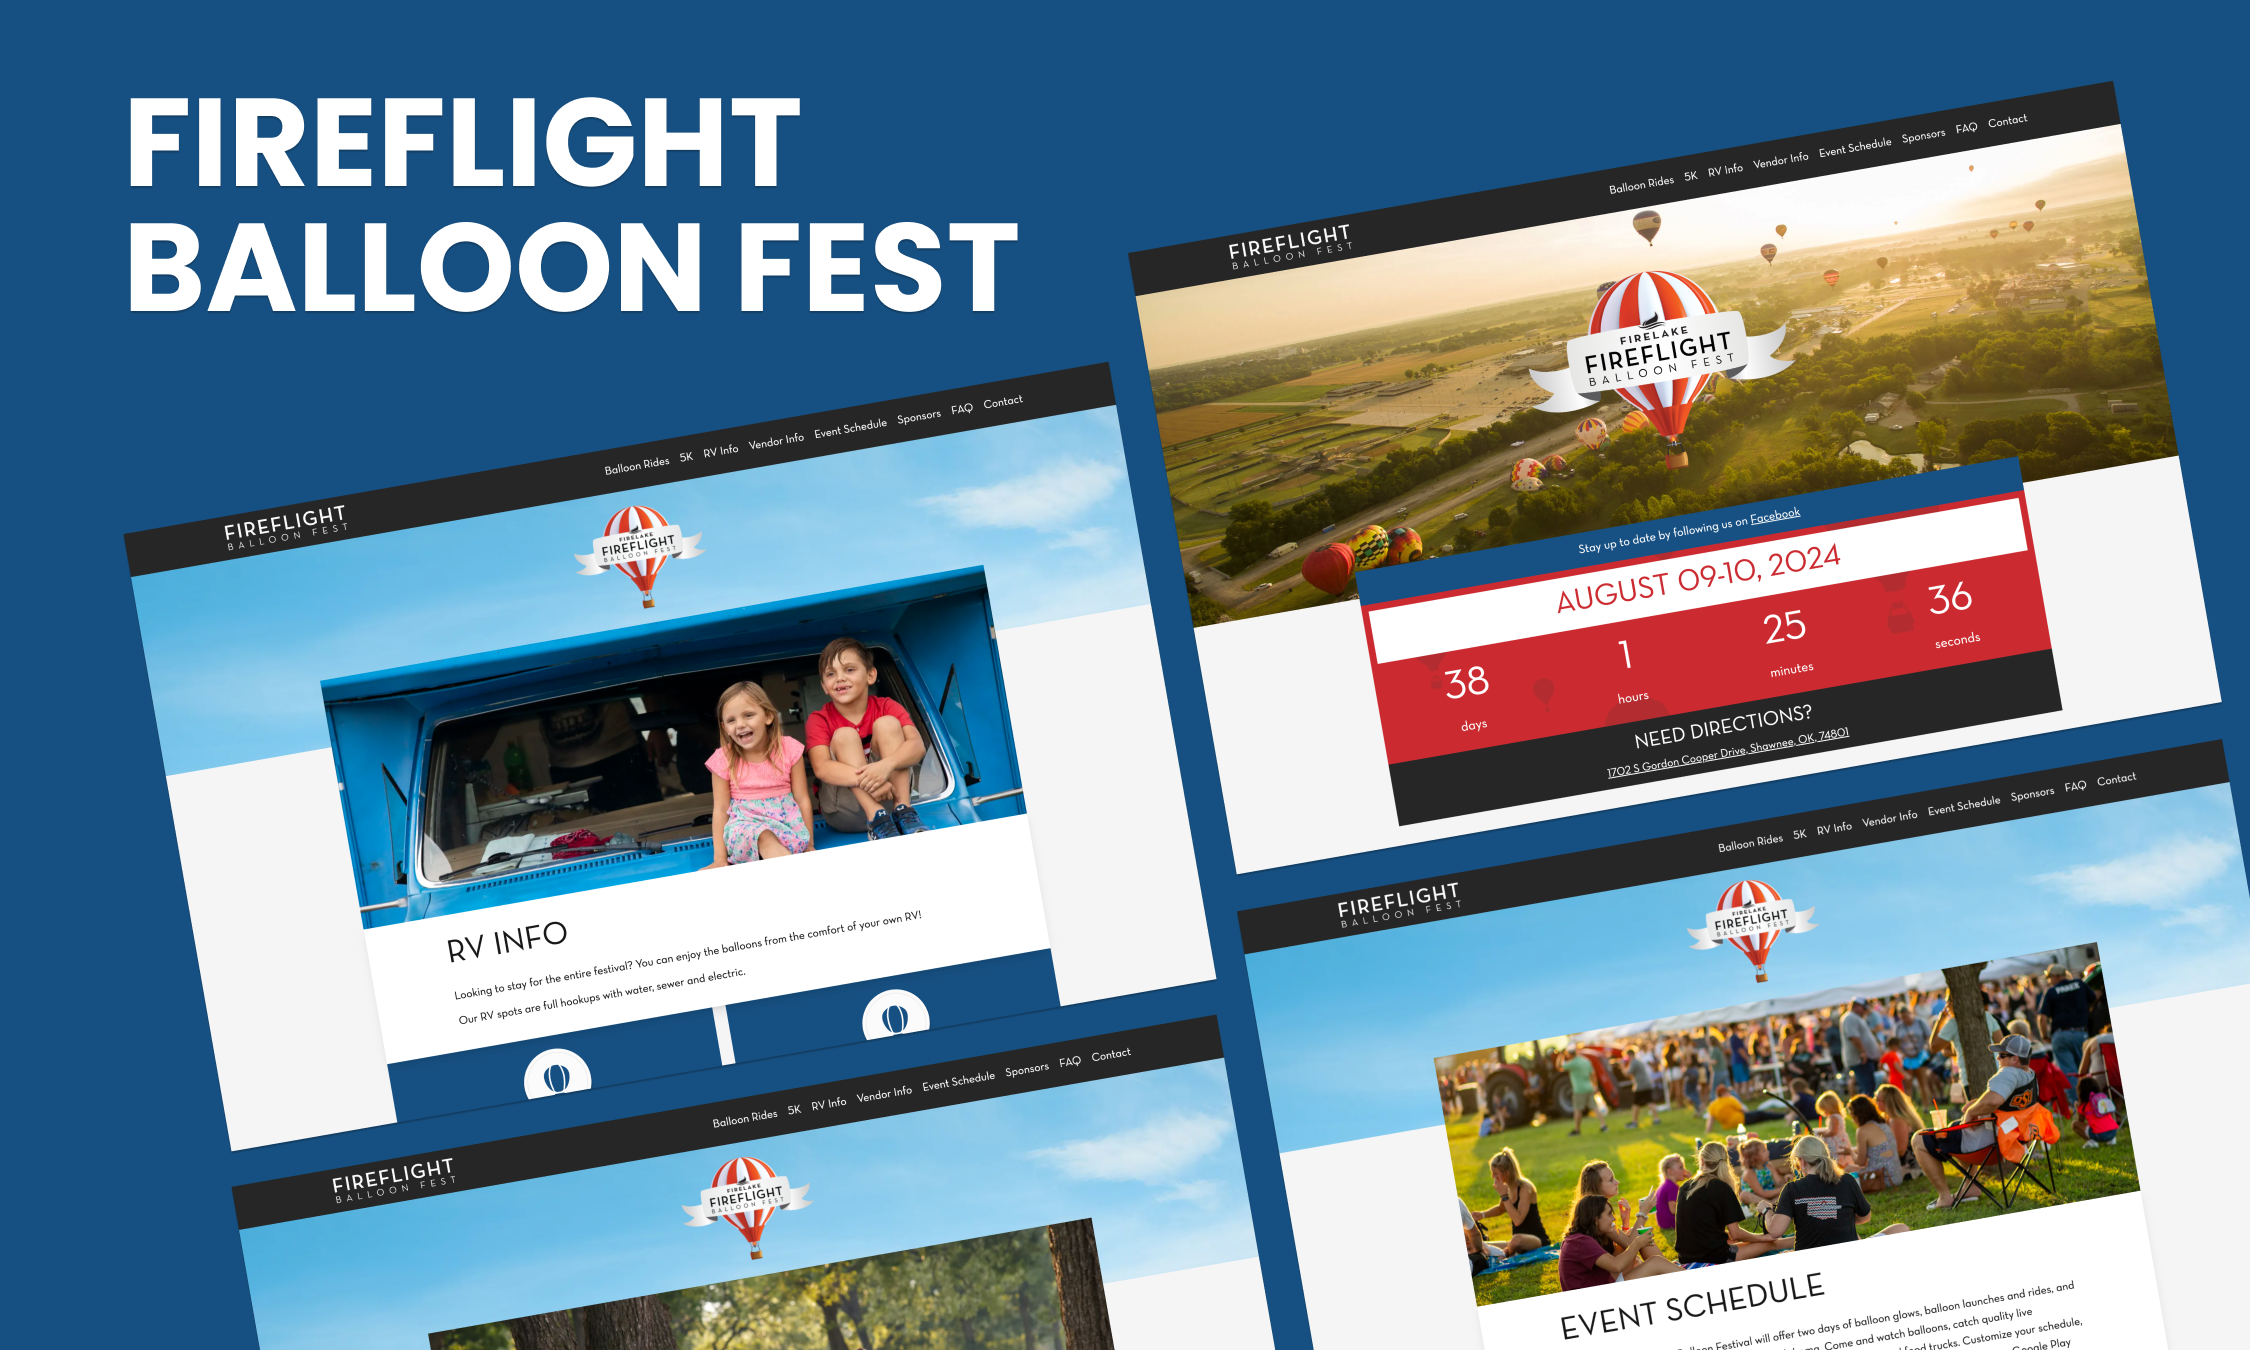 FIREFLIGHT
BALLOON FEST
FIREFLIGHT
BALLOON FEST
Balloon Rides 5K RV Info Vendor Info Event Schedule Sponsors FAQ Contact
FIRELAKE
FIREFLIGHT
BALLOON FEST
Stay up to date by following us on Facebook
AUGUST 09-10, 2024
38 1 25 36
days hours minutes seconds
NEED DIRECTIONS?
1702 S Gordon Cooper Drive, Shawnee, OK, 74801
FIREFLIGHT
BALLOON FEST
Balloon Rides 5K RV Info Vendor Info Event Schedule Sponsors FAQ Contact
FIRELAKE
FIREFLIGHT
BALLOON FEST
RV INFO
Looking to stay for the entire festival? You can enjoy the balloons from the comfort of your own RV!
Our RV spots are full hookups with water, sewer and electric.
FIREFLIGHT
BALLOON FEST
Balloon Rides 5K RV Info Vendor Info Event Schedule Sponsors FAQ Contact
FIRELAKE
FIREFLIGHT
BALLOON FEST
EVENT SCHEDULE
Balloon Festival will offer two days of balloon glows, balloon launches and rides, and
Come and watch balloons, catch quality live
food trucks. Customize your schedule,
Google Play
FIREFLIGHT
BALLOON FEST
Balloon Rides 5K RV Info Vendor Info Event Schedule Sponsors FAQ Contact
FIRELAKE
FIREFLIGHT
BALLOON FEST